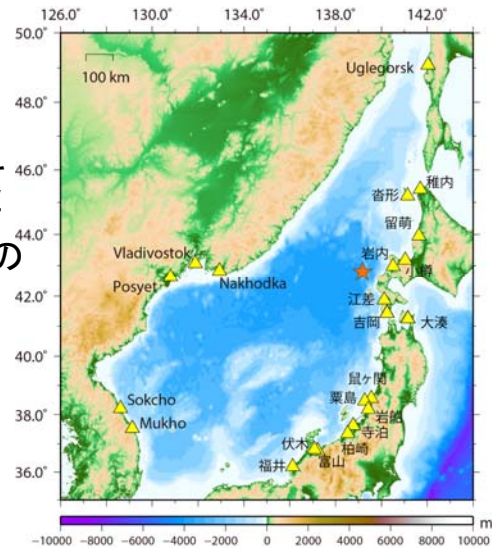 126.0° 130.0° 134.0° 138.0° 142.0°
50.0°
Uglegorsk
100 km
48.0°
46.0°
稚内
沓形
留萌
44.0°
の
Vladivostok
岩内
小樽
Posyet
Nakhodka
42.0°
江差
吉岡
大湊
40.0°
鼠ヶ関
粟島
Sokcho
38.0°
岩船
Mukho
寺泊
伏木
柏崎
富山
福井
36.0°
m
-10000 -8000 -6000 -4000 -2000 0 2000 4000 6000 8000 10000